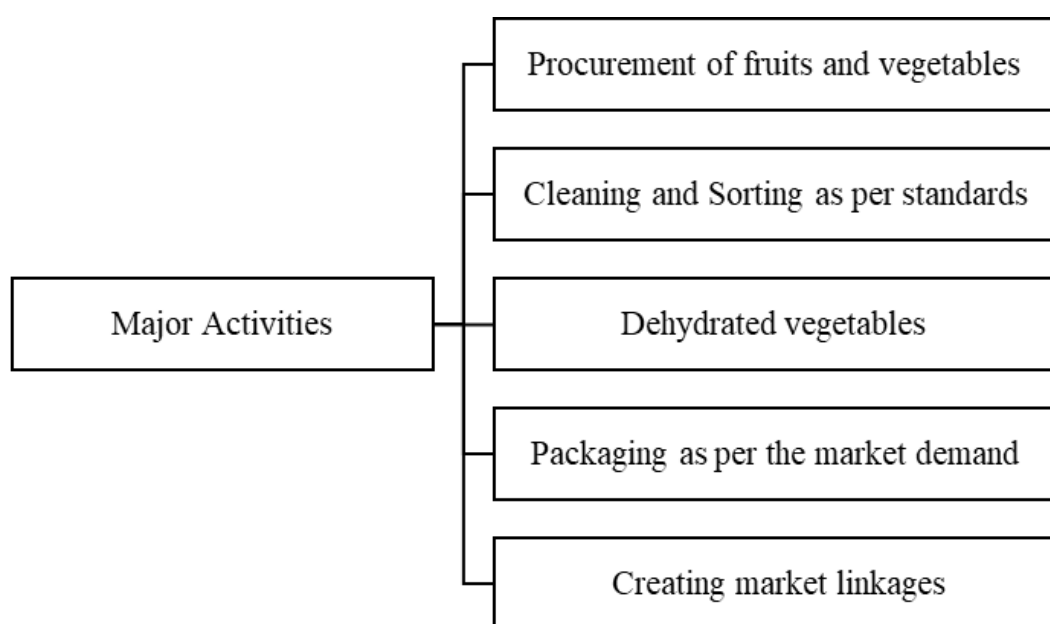 Procurement of fruits and vegetables
Cleaning and Sorting as per standards
Major Activities
Dehydrated vegetables
Packaging as per the market demand
Creating market linkages